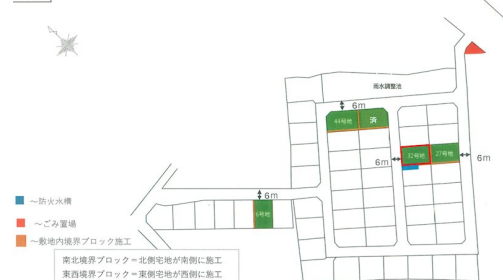 雨水調整池
6m
44号地
済
6m
32号地
27号地
6m
6m
6号地
～防火水槽
～ごみ置場
～敷地内境界ブロック施工
南北境界ブロック＝北側宅地が南側に施工
東西境界ブロック＝東側宅地が西側に施工